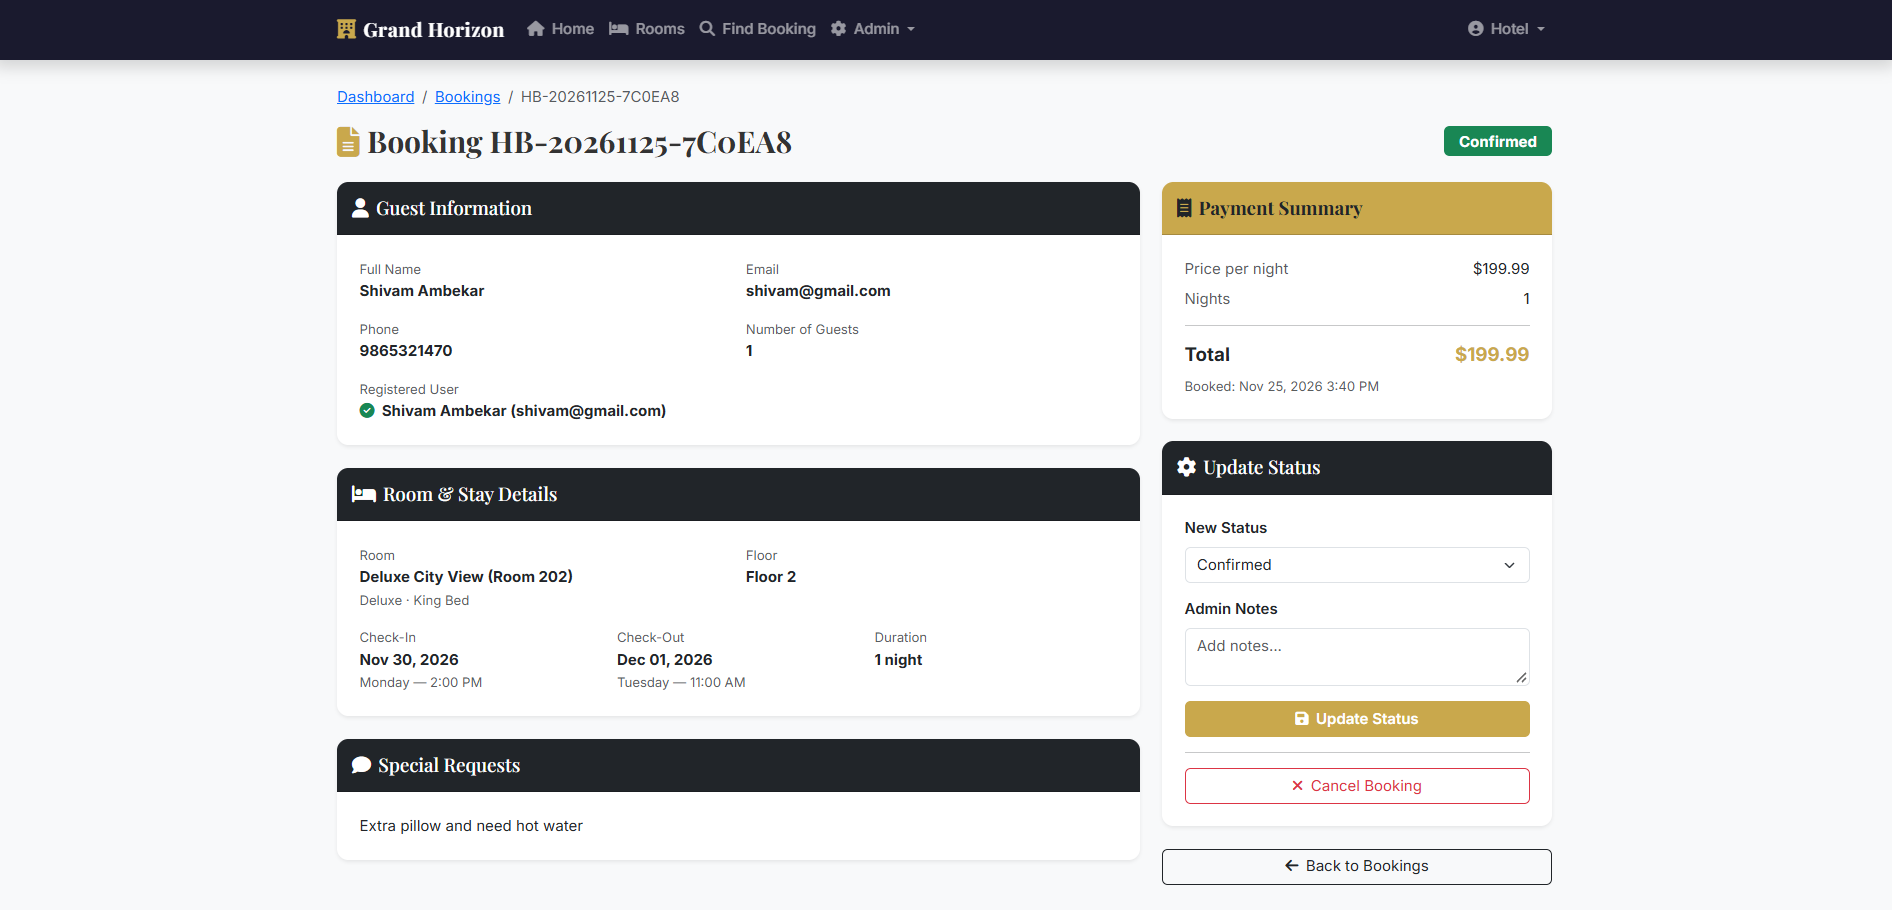 Grand Horizon Home Rooms Find Booking Admin Hotel
Dashboard / Bookings / HB-20261125-7C0EA8
Booking HB-20261125-7C0EA8
Confirmed
Guest Information
Full Name
Shivam Ambekar
Email
shivam@gmail.com
Phone
9865321470
Number of Guests
1
Registered User
Shivam Ambekar (shivam@gmail.com)
Room & Stay Details
Room
Deluxe City View (Room 202)
Deluxe · King Bed
Floor
Floor 2
Check-In
Nov 30, 2026
Monday — 2:00 PM
Check-Out
Dec 01, 2026
Tuesday — 11:00 AM
Duration
1 night
Special Requests
Extra pillow and need hot water
Payment Summary
Price per night $199.99
Nights 1
Total $199.99
Booked: Nov 25, 2026 3:40 PM
Update Status
New Status
Confirmed
Admin Notes
Add notes...
Update Status
Cancel Booking
Back to Bookings